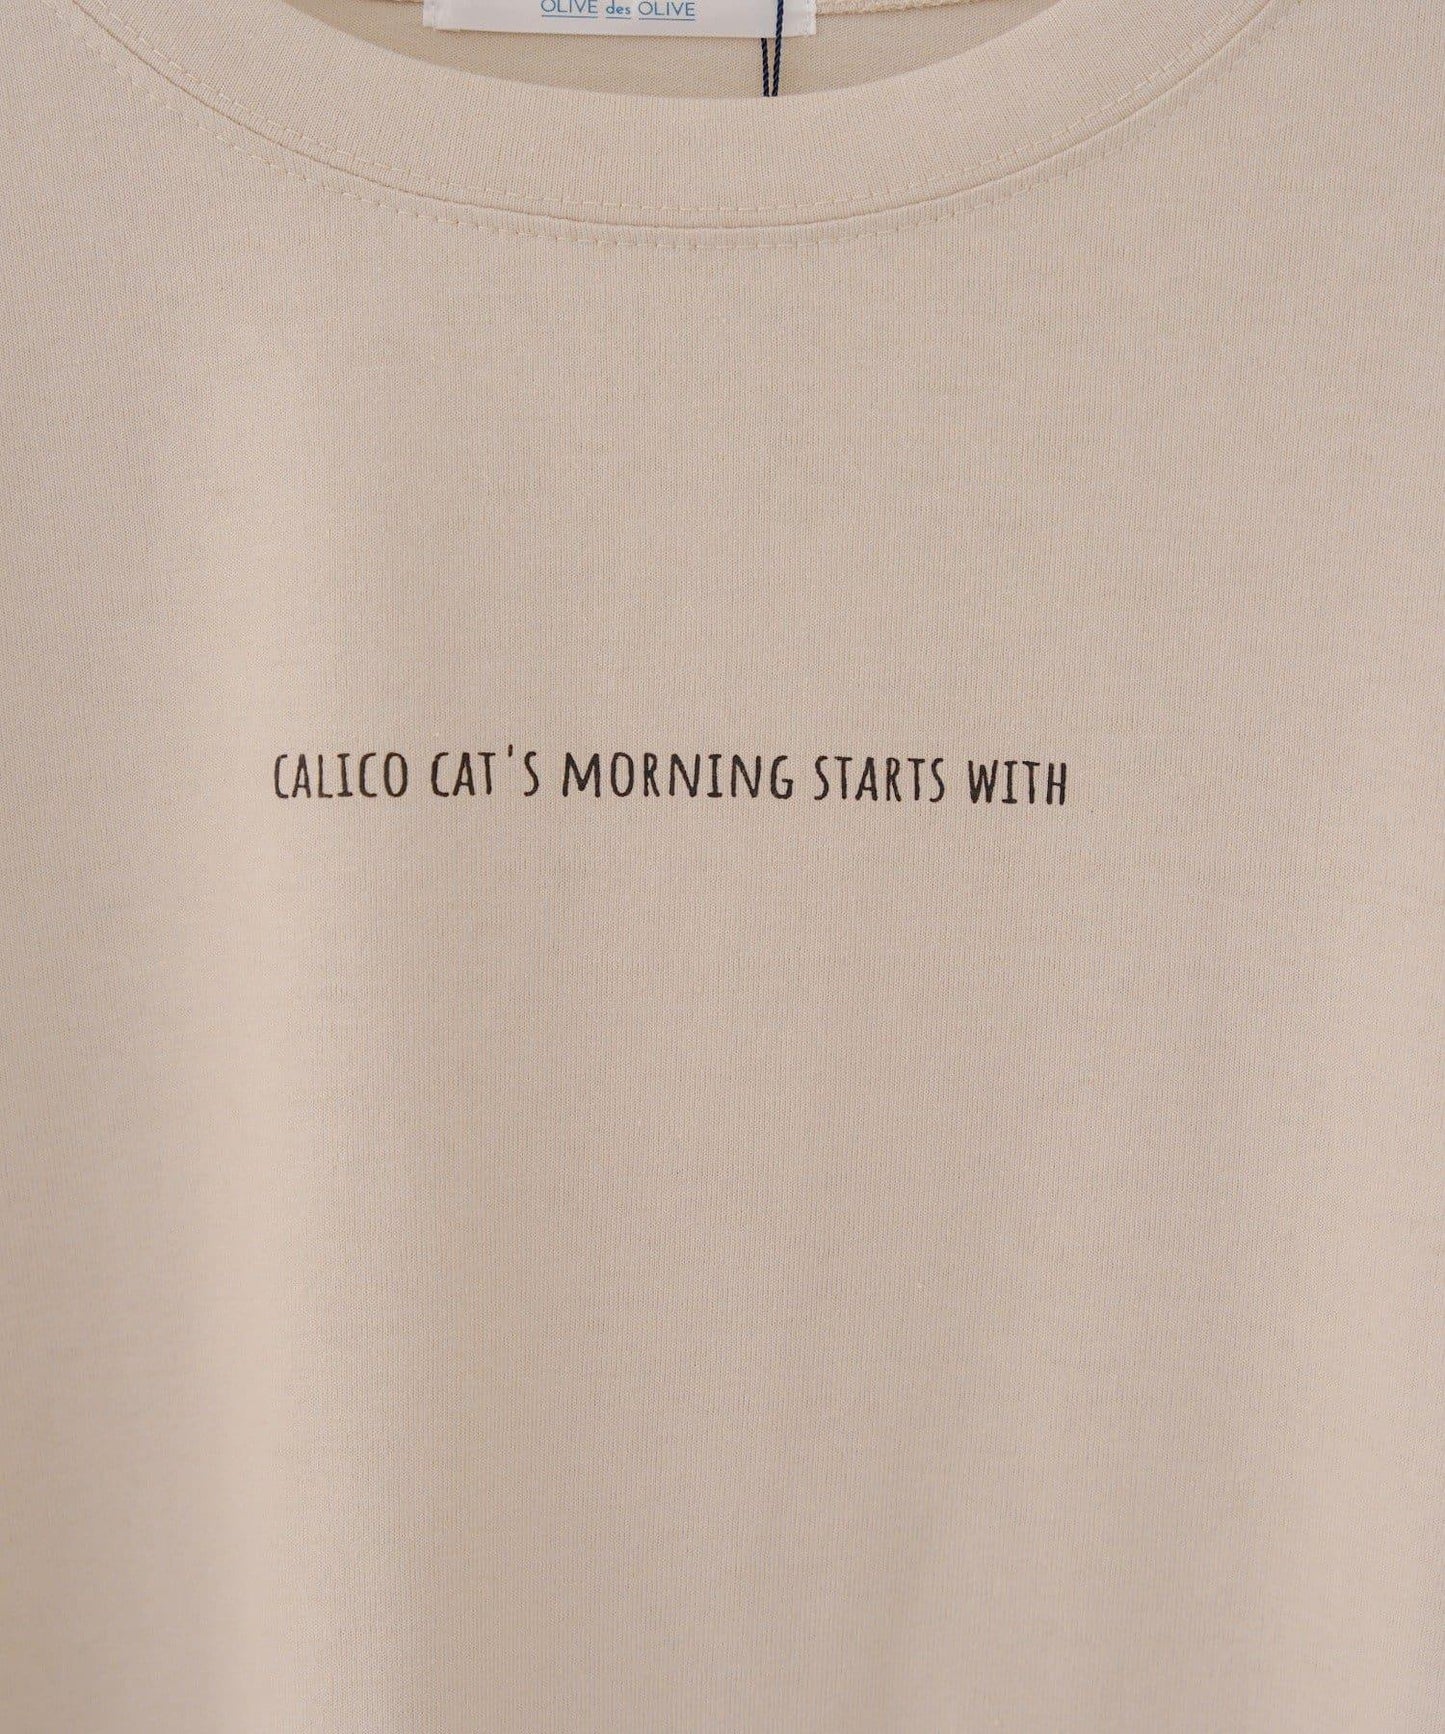 OLIVE des OLIVE
CALICO CAT'S MORNING STARTS WITH